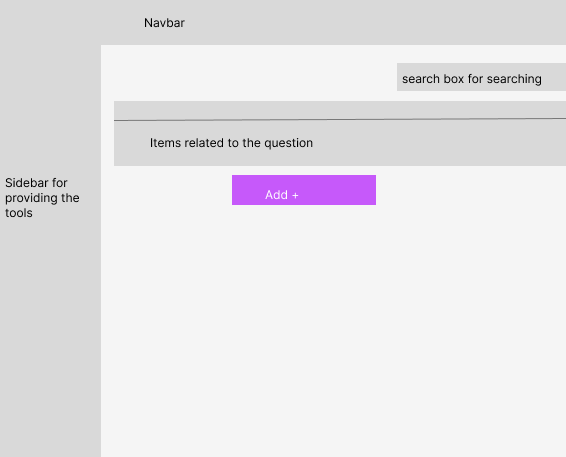 Navbar
search box for searching
Items related to the question
Sidebar for
providing the
tools
Add +